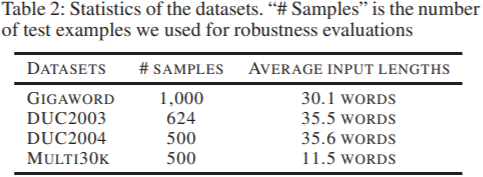 Table 2: Statistics of the datasets. “# Samples” is the number
of test examples we used for robustness evaluations
DATASETS # SAMPLES AVERAGE INPUT LENGTHS
GIGAWORD 1,000 30.1 WORDS
DUC2003 624 35.5 WORDS
DUC2004 500 35.6 WORDS
MULTI30K 500 11.5 WORDS